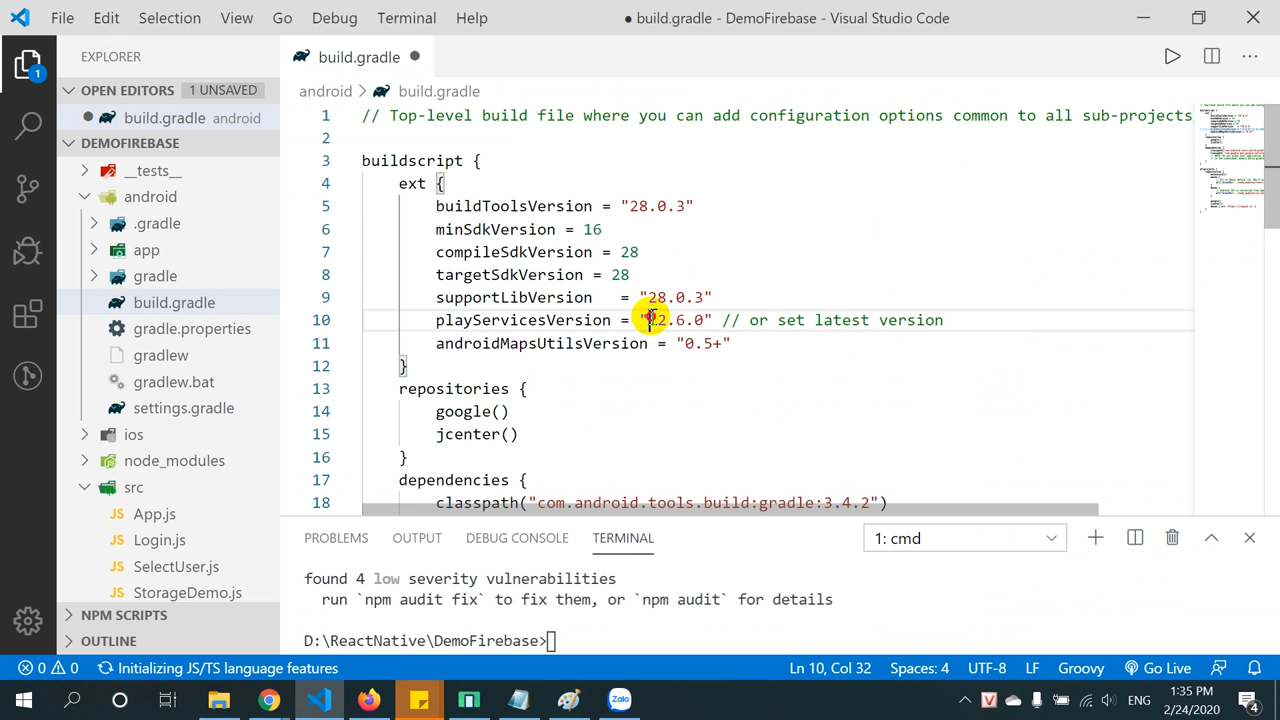 File Edit Selection View Go Debug Terminal Help
● build.gradle - DemoFirebase - Visual Studio Code
EXPLORER
OPEN EDITORS 1 UNSAVED
build.gradle android
DEMOFIREBASE
__tests__
android
.gradle
app
gradle
build.gradle
gradle.properties
gradlew
gradlew.bat
settings.gradle
ios
node_modules
src
App.js
Login.js
SelectUser.js
StorageDemo.js
NPM SCRIPTS
OUTLINE
1
build.gradle
android > build.gradle
1 // Top-level build file where you can add configuration options common to all sub-projects
2
3 buildscript {
4 ext {
5 buildToolsVersion = "28.0.3"
6 minSdkVersion = 16
7 compileSdkVersion = 28
8 targetSdkVersion = 28
9 supportLibVersion = "28.0.3"
10 playServicesVersion = "12.6.0" // or set latest version
11 androidMapsUtilsVersion = "0.5+"
12 }
13 repositories {
14 google()
15 jcenter()
16 }
17 dependencies {
18 classpath("com.android.tools.build:gradle:3.4.2")
PROBLEMS OUTPUT DEBUG CONSOLE TERMINAL 1: cmd
found 4 low severity vulnerabilities
run `npm audit fix` to fix them, or `npm audit` for details
D:\ReactNative\DemoFirebase>
0 0 Initializing JS/TS language features
Ln 10, Col 32 Spaces: 4 UTF-8 LF Groovy Go Live
Zalo
ENG
1:35 PM
2/24/2020
4